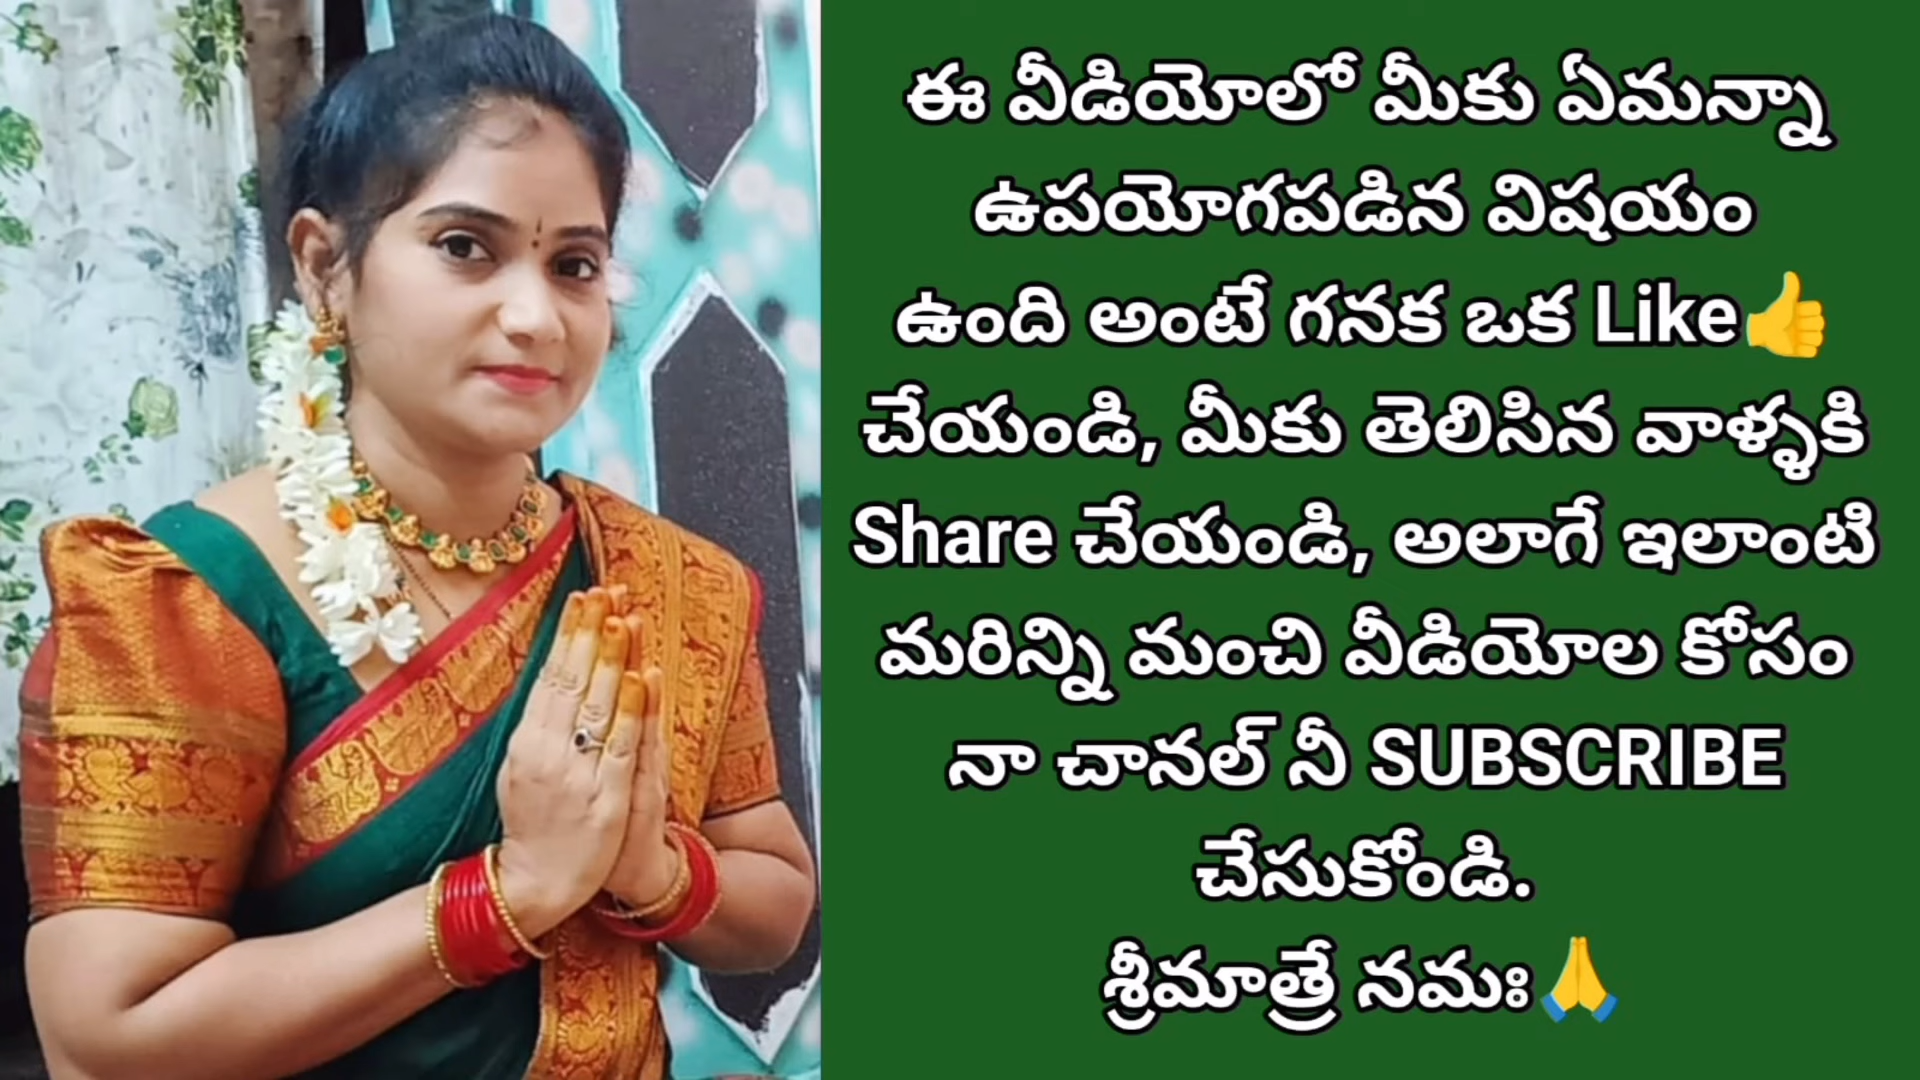 ఈ వీడియోలో మీకు ఏమన్నా
ఉపయోగపడిన విషయం
ఉంది అంటే గనక ఒక Like👍
చేయండి, మీకు తెలిసిన వాళ్ళకి
Share చేయండి, అలాగే ఇలాంటి
మరిన్ని మంచి వీడియోల కోసం
నా చానల్ నీ SUBSCRIBE
చేసుకోండి.
శ్రీమాత్రే నమః🙏